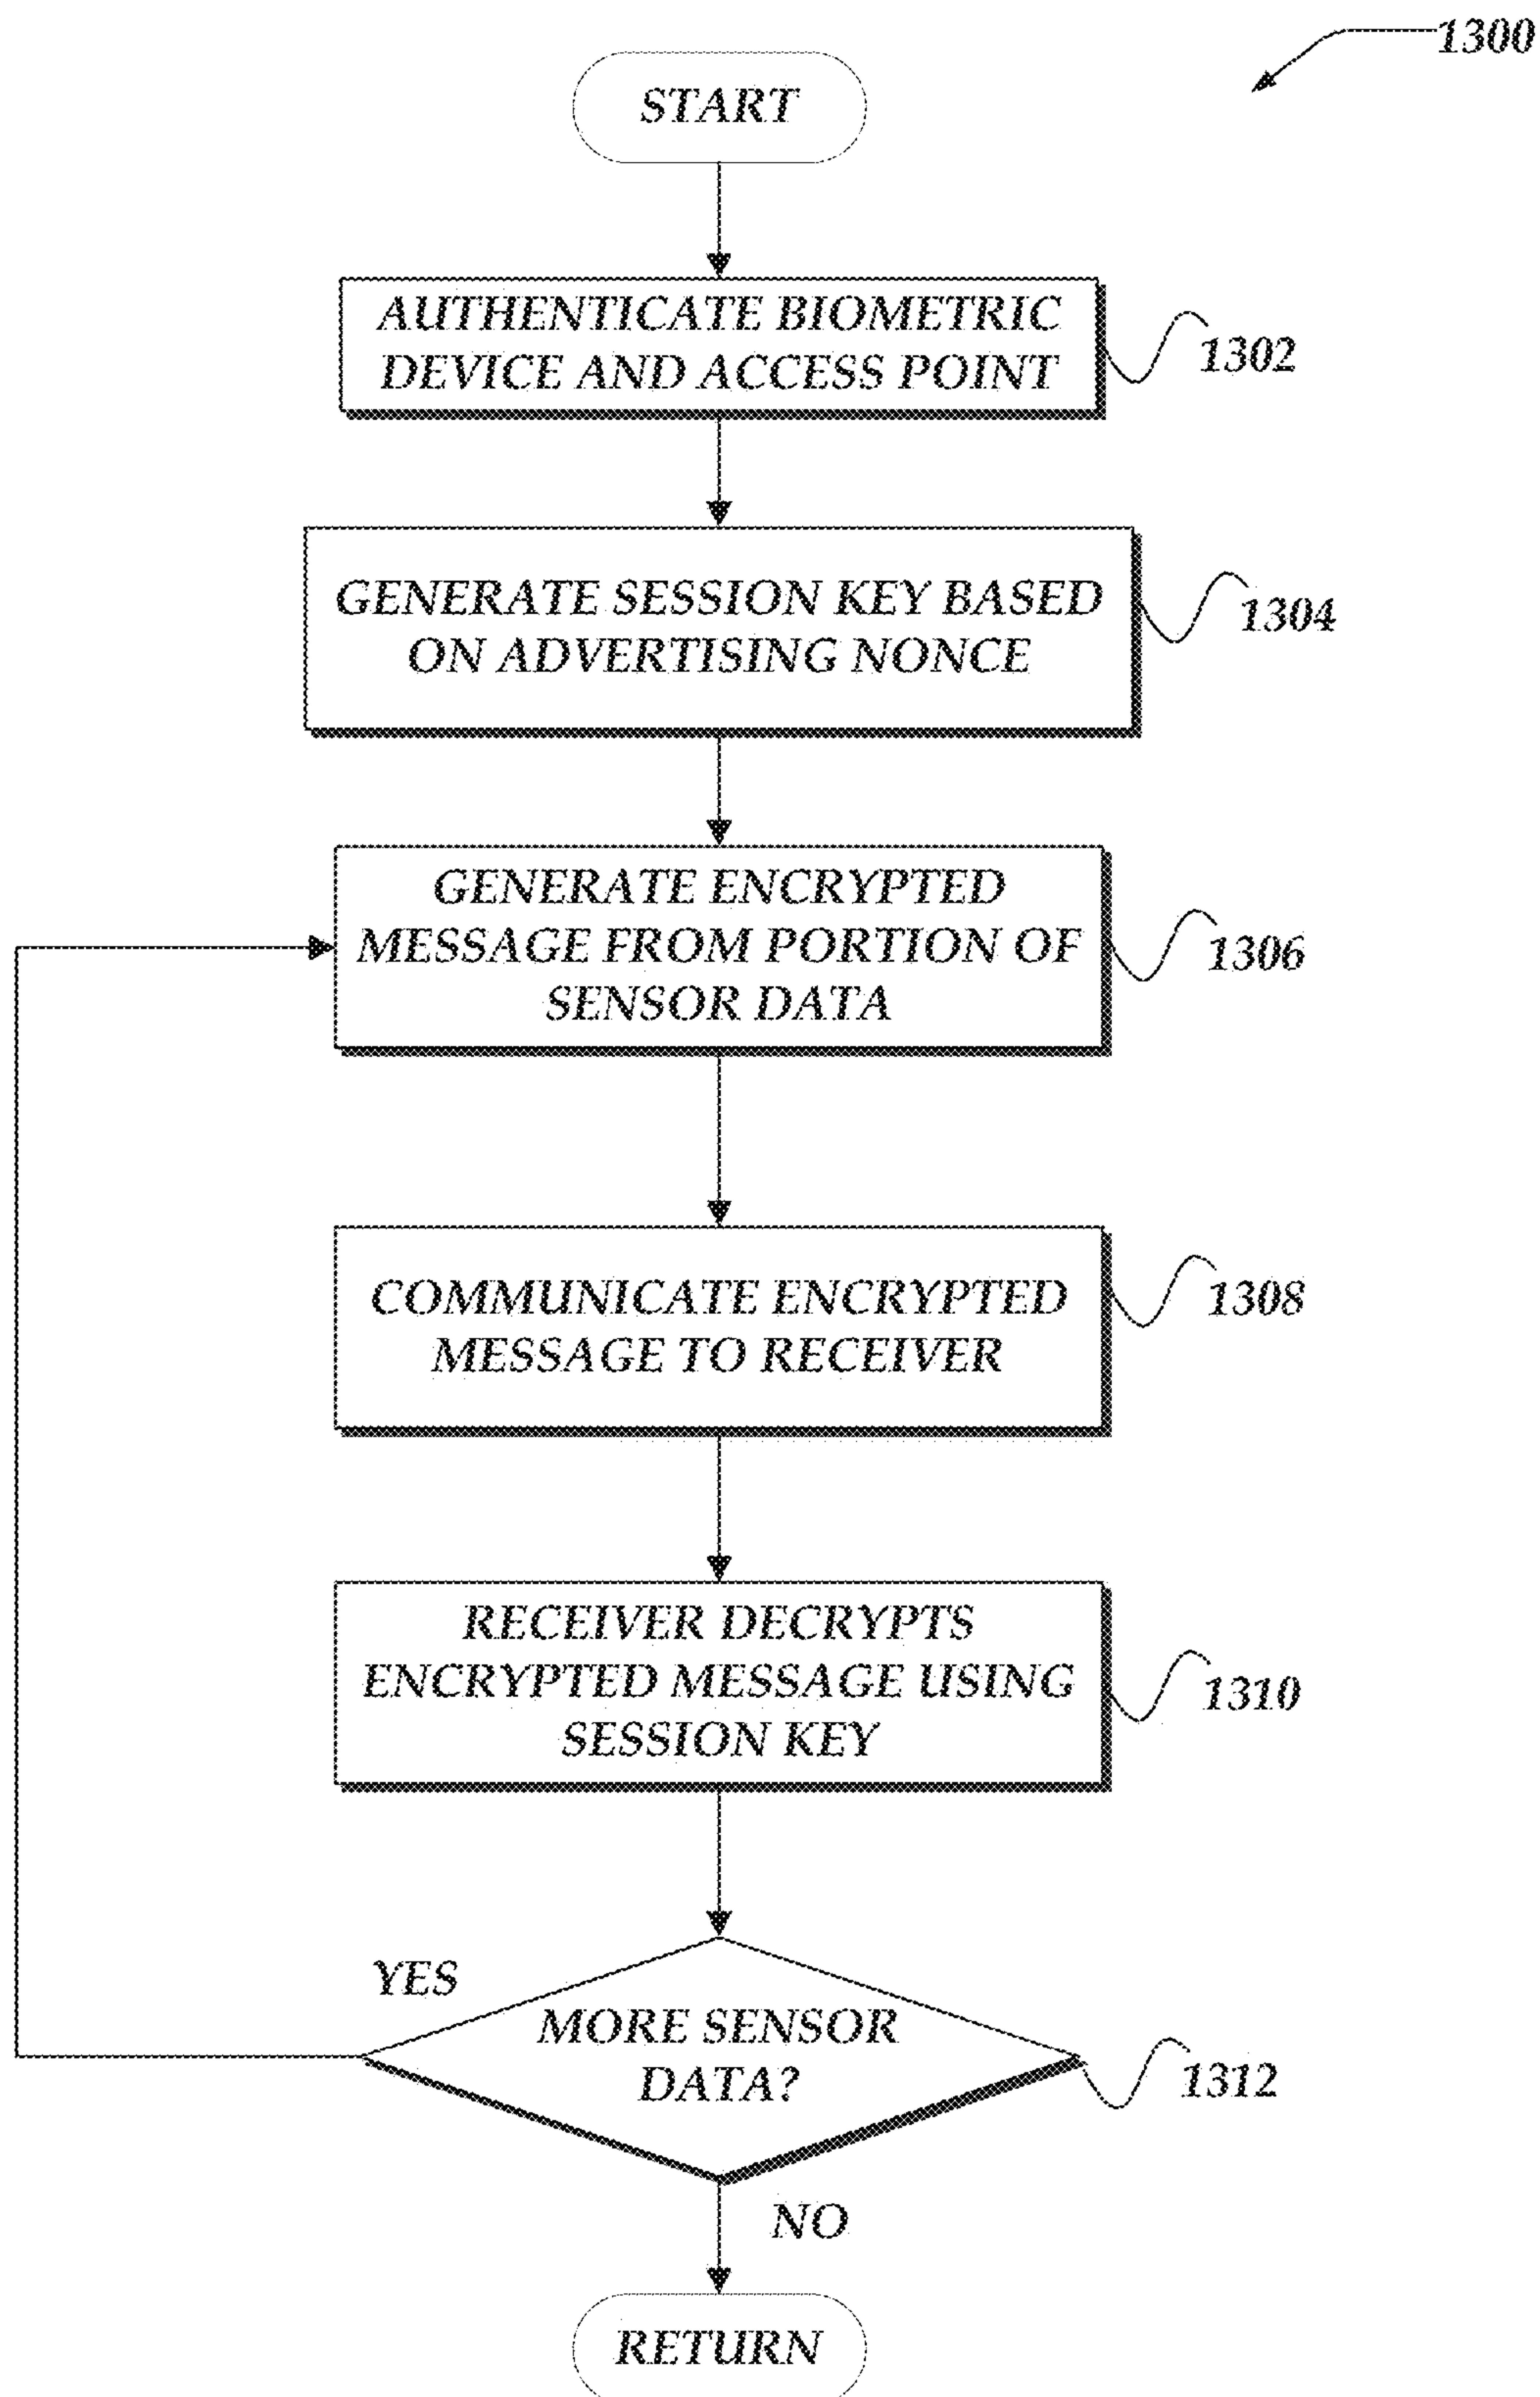 1300
START
AUTHENTICATE BIOMETRIC
DEVICE AND ACCESS POINT
1302
GENERATE SESSION KEY BASED
ON ADVERTISING NONCE
1304
GENERATE ENCRYPTED
MESSAGE FROM PORTION OF
SENSOR DATA
1306
COMMUNICATE ENCRYPTED
MESSAGE TO RECEIVER
1308
RECEIVER DECRYPTS
ENCRYPTED MESSAGE USING
SESSION KEY
1310
YES
MORE SENSOR
DATA?
1312
NO
RETURN